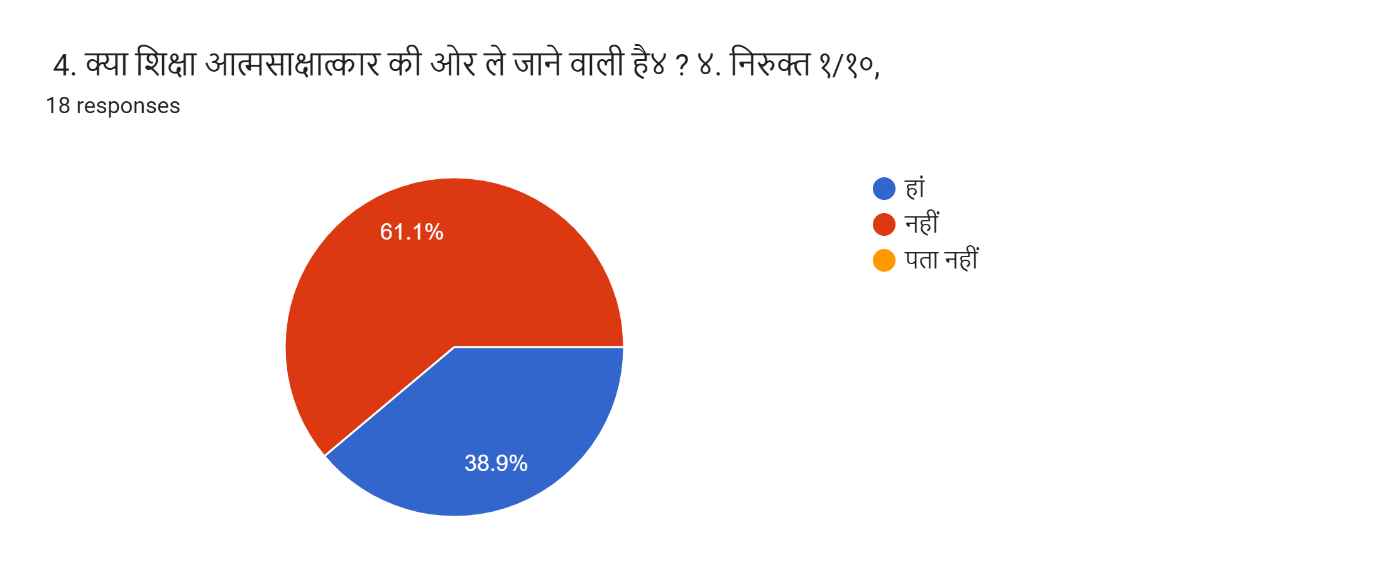 4. क्या शिक्षा आत्मसाक्षात्कार की ओर ले जाने वाली है४ ? ४. निरुक्त १/१०,
18 responses
हां
नहीं
पता नहीं
61.1%
38.9%